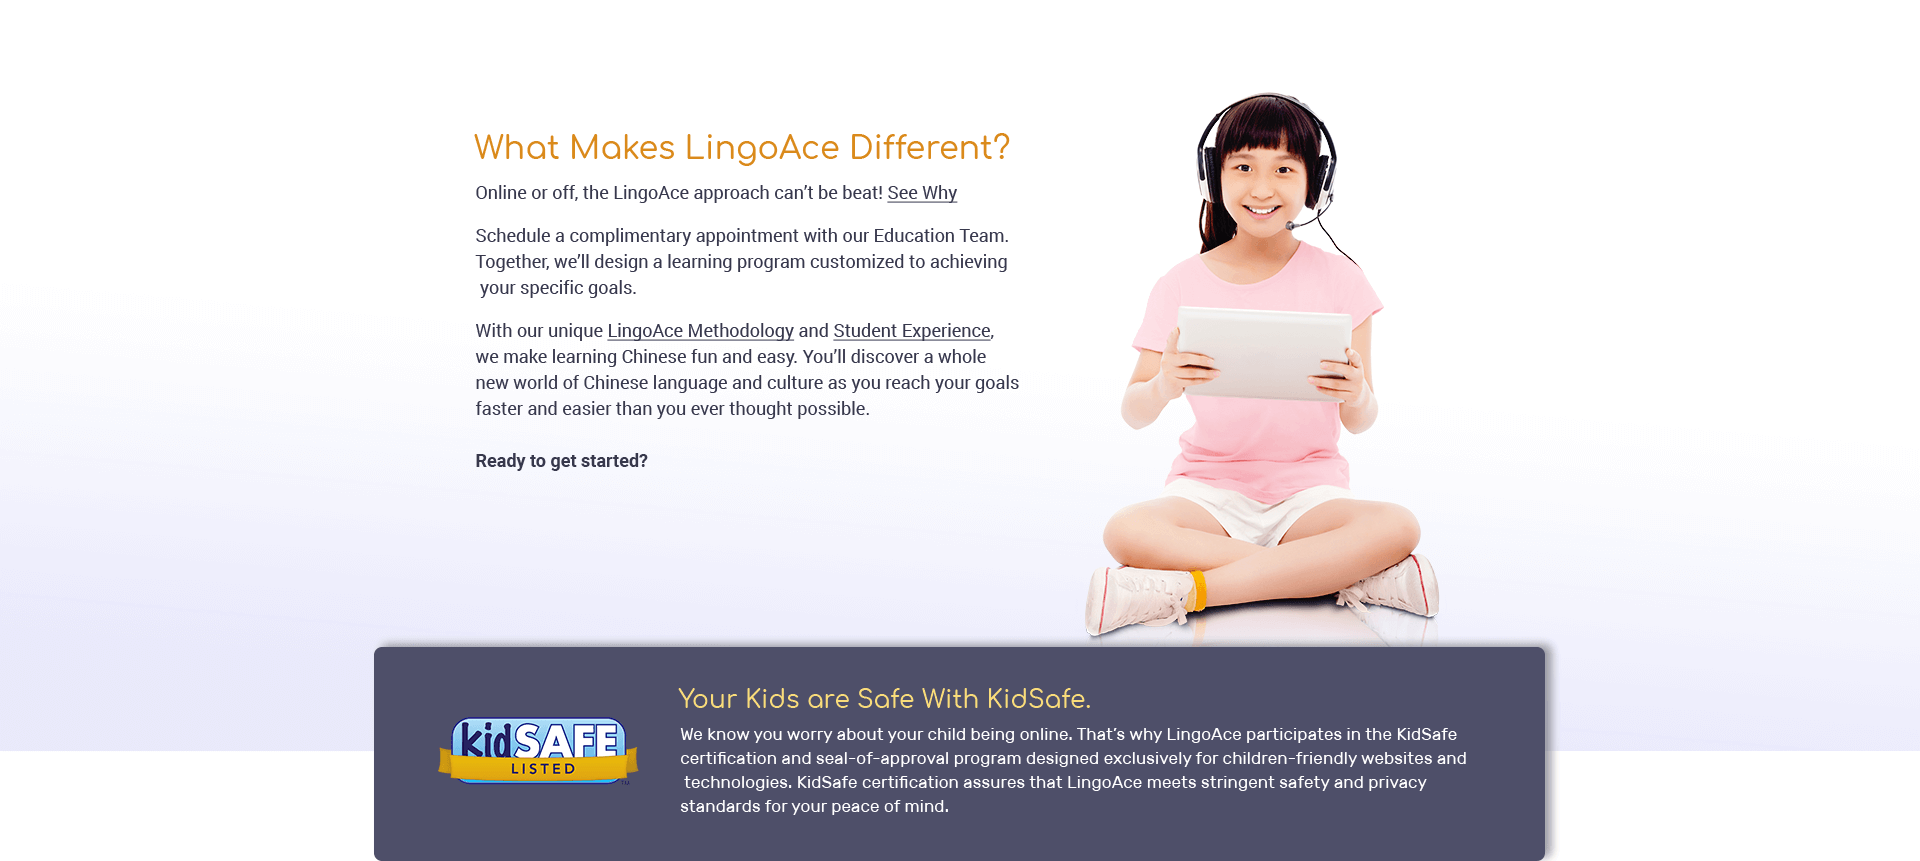 What Makes LingoAce Different?
Online or off, the LingoAce approach can’t be beat! See Why
Schedule a complimentary appointment with our Education Team.
Together, we’ll design a learning program customized to achieving
your specific goals.
With our unique LingoAce Methodology and Student Experience,
we make learning Chinese fun and easy. You’ll discover a whole
new world of Chinese language and culture as you reach your goals
faster and easier than you ever thought possible.
Ready to get started?
kidSAFE
LISTED
TM
Your Kids are Safe With KidSafe.
We know you worry about your child being online. That’s why LingoAce participates in the KidSafe
certification and seal-of-approval program designed exclusively for children-friendly websites and
technologies. KidSafe certification assures that LingoAce meets stringent safety and privacy
standards for your peace of mind.